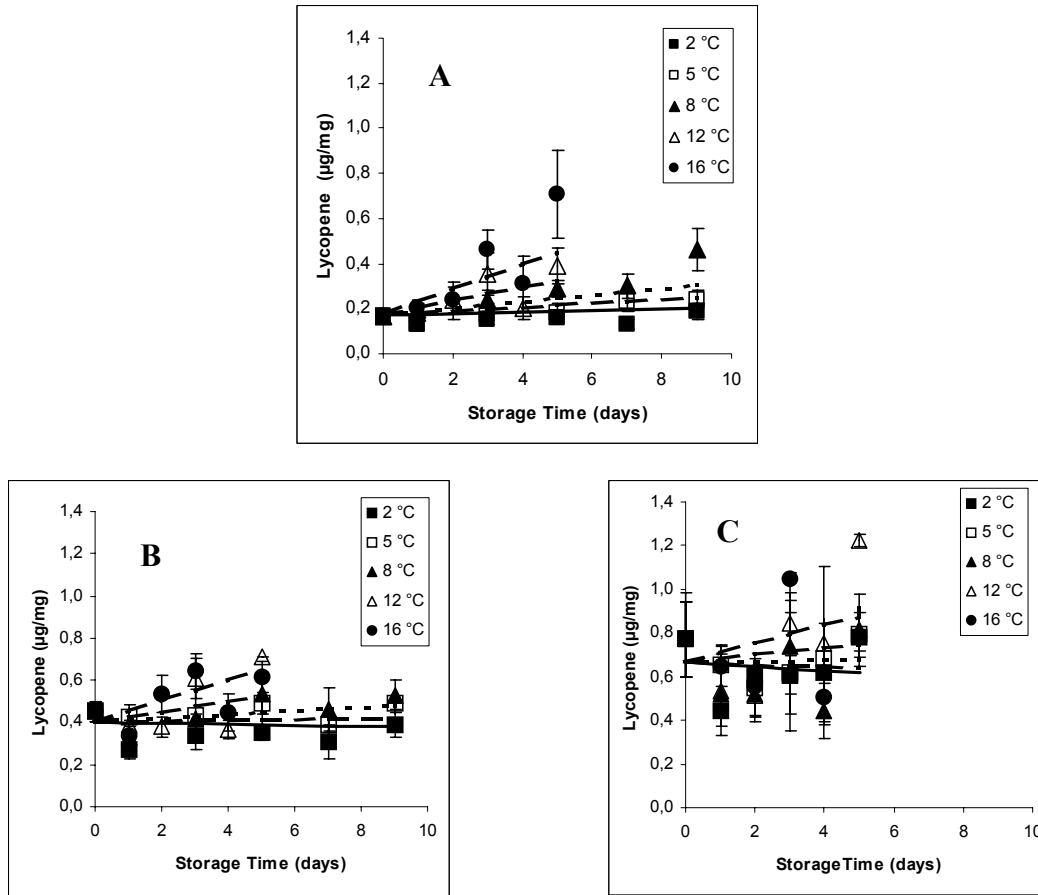 A
Lycopene (µg/mg)
1,4
1,2
1,0
0,8
0,6
0,4
0,2
0,0
0 2 4 6 8 10
Storage Time (days)
2 °C
5 °C
8 °C
12 °C
16 °C
B
Lycopene (µg/mg)
1,4
1,2
1,0
0,8
0,6
0,4
0,2
0,0
0 2 4 6 8 10
Storage Time (days)
2 °C
5 °C
8 °C
12 °C
16 °C
C
Lycopene (µg/mg)
1,4
1,2
1,0
0,8
0,6
0,4
0,2
0,0
0 2 4 6 8 10
StorageTime (days)
2 °C
5 °C
8 °C
12 °C
16 °C